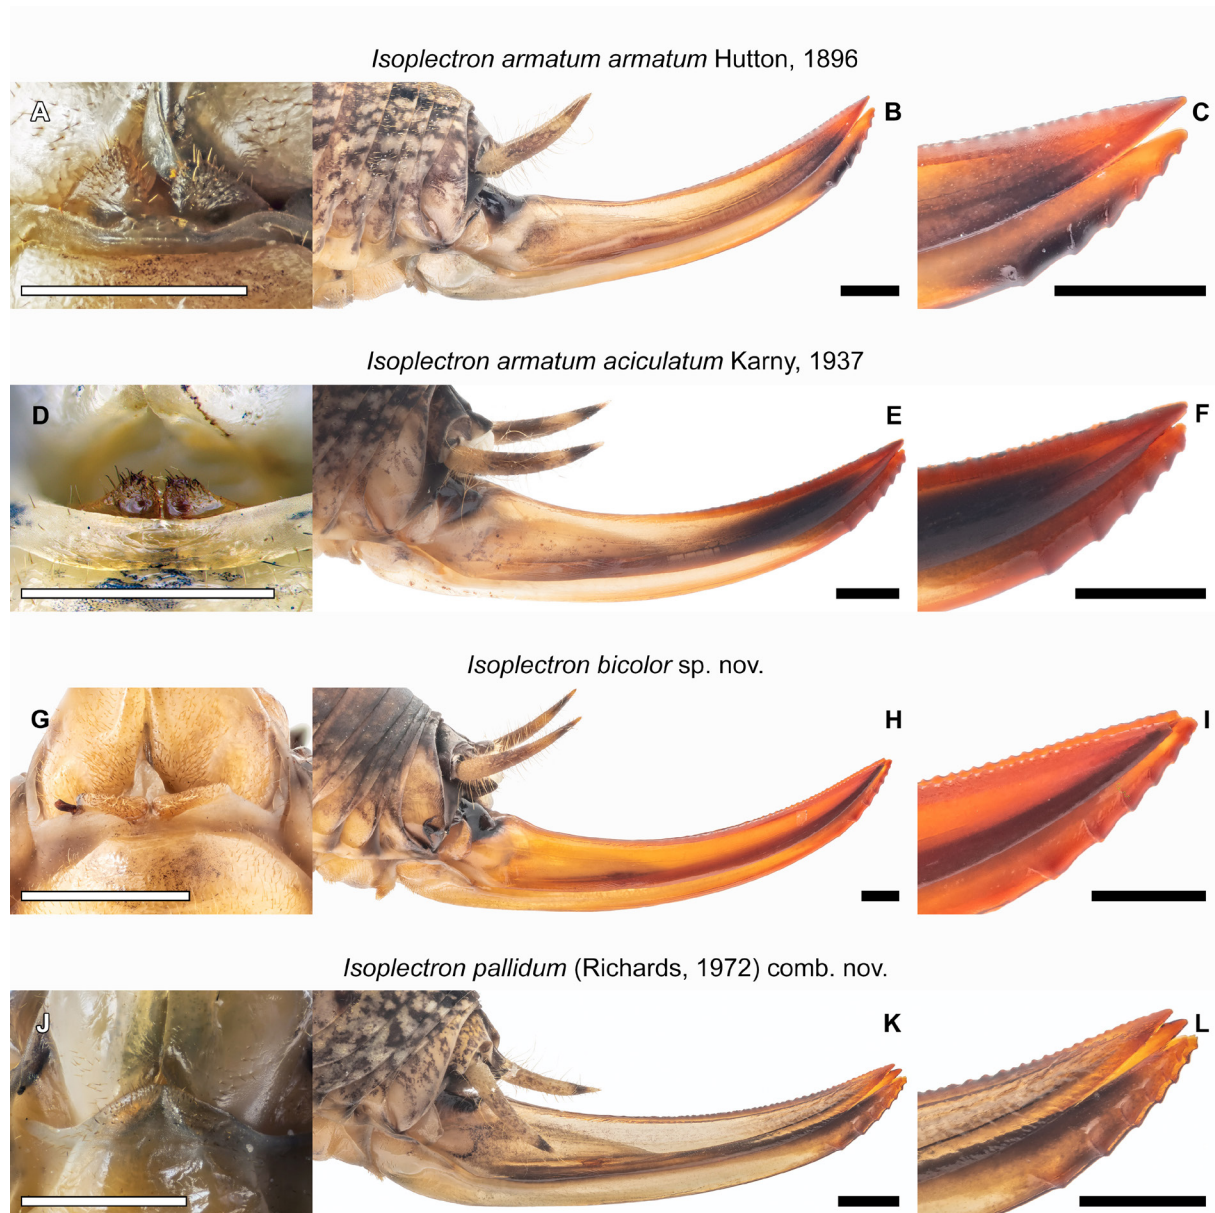 Isoplectron armatum armatum Hutton, 1896
A
B
C
Isoplectron armatum aciculatum Karny, 1937
D
E
F
Isoplectron bicolor sp. nov.
G
H
I
Isoplectron pallidum (Richards, 1972) comb. nov.
J
K
L